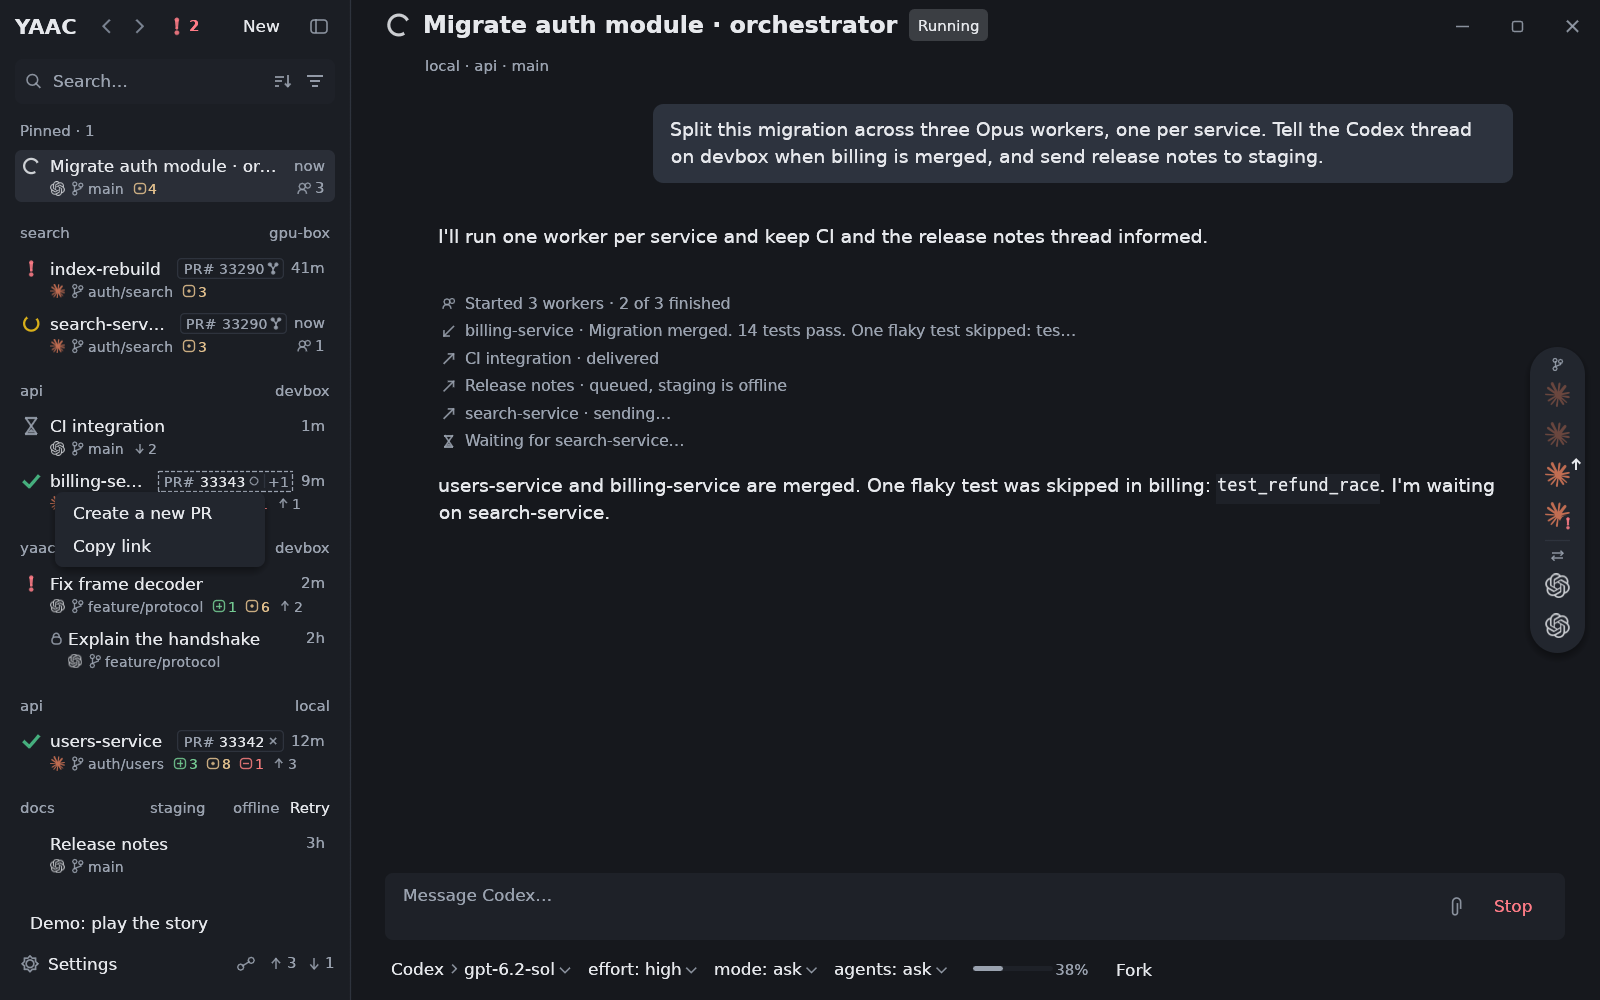 YAAC
2
New
Search...
Pinned · 1
Migrate auth module · or... now
main 4 3
search gpu-box
index-rebuild PR# 33290 41m
auth/search 3
search-serv... PR# 33290 now
auth/search 3 1
api devbox
CI integration 1m
main ↓2
billing-se... PR# 33343 +1 9m
↑1
Create a new PR
Copy link
yaac devbox
Fix frame decoder 2m
feature/protocol 1 6 ↑2
Explain the handshake 2h
feature/protocol
api local
users-service PR# 33342 × 12m
auth/users 3 8 1 ↑3
docs staging offline Retry
Release notes 3h
main
Demo: play the story
Settings ↑3 ↓1
Migrate auth module · orchestrator Running
local · api · main
Split this migration across three Opus workers, one per service. Tell the Codex thread
on devbox when billing is merged, and send release notes to staging.
I'll run one worker per service and keep CI and the release notes thread informed.
Started 3 workers · 2 of 3 finished
billing-service · Migration merged. 14 tests pass. One flaky test skipped: tes...
CI integration · delivered
Release notes · queued, staging is offline
search-service · sending...
Waiting for search-service...
users-service and billing-service are merged. One flaky test was skipped in billing: test_refund_race. I'm waiting
on search-service.
Message Codex...
Stop
Codex > gpt-6.2-sol effort: high mode: ask agents: ask 38% Fork